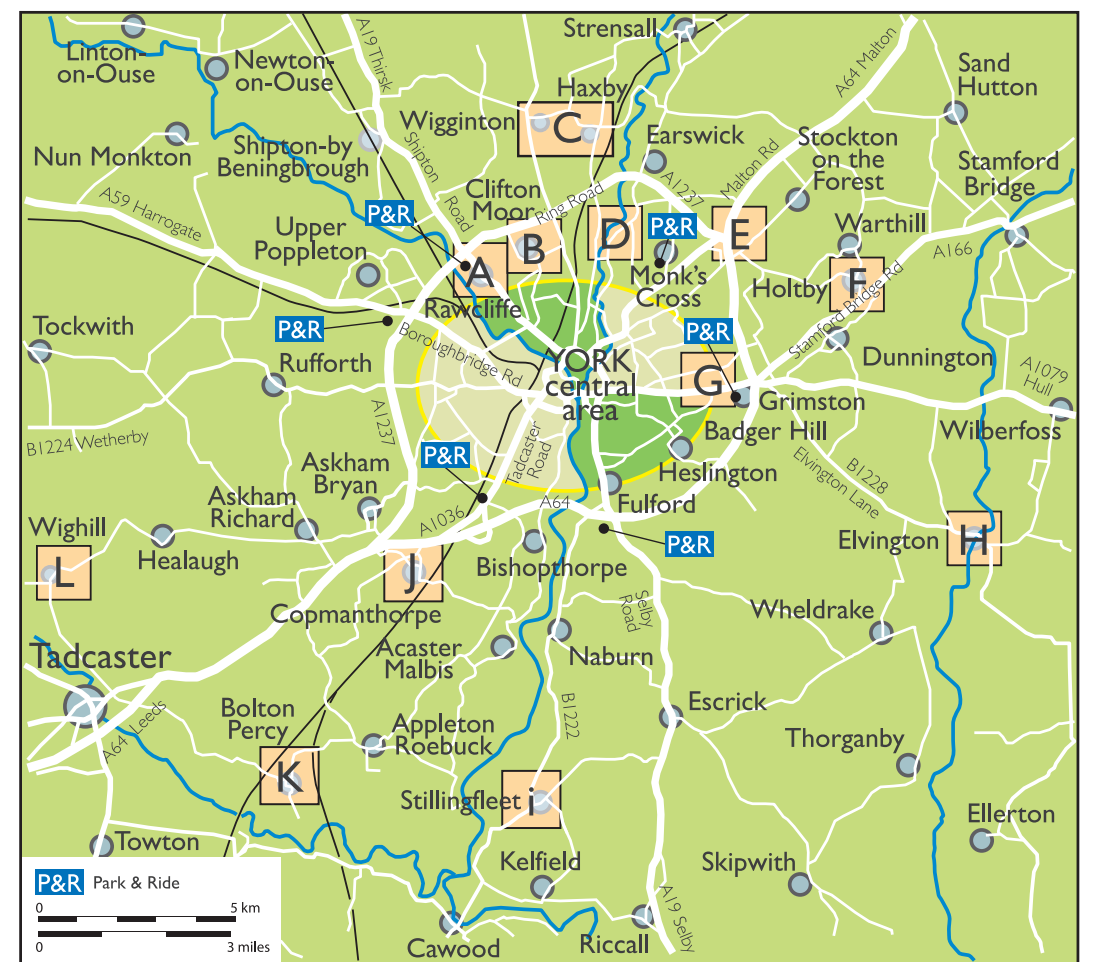 Strensall
Linton-
on-Ouse
Newton-
on-Ouse
A19 Thirsk
A64 Malton
Sand
Hutton
Haxby
Wigginton
C
Earswick
Stockton
on the
Forest
Nun Monkton
Shipton-by
Beningbrough
Shipton
Road
Malton Rd
Stamford
Bridge
A1237
Clifton
Moor
Ring Road
A59 Harrogate
P&R
Upper
Poppleton
B
D
P&R
E
Warthill
A166
A
Monk's
Cross
Holtby
F
Rawcliffe
Stamford Bridge Rd
Tockwith
P&R
Boroughbridge Rd
P&R
Rufforth
YORK
central
area
G
Dunnington
A1079
Hull
Grimston
A1237
B1224 Wetherby
Badger Hill
Wilberfoss
P&R
Tadcaster
Road
Heslington
Askham
Bryan
B1228
Elvington Lane
Askham
Richard
A1036
A64
Fulford
Wighill
L
Healaugh
P&R
Elvington
H
J
Bishopthorpe
Copmanthorpe
Selby
Road
Wheldrake
Tadcaster
Acaster
Malbis
Naburn
A64 Leeds
Bolton
Percy
B1222
Escrick
Appleton
Roebuck
Thorganby
K
Stillingfleet
i
Ellerton
Towton
Kelfield
Skipwith
P&R Park & Ride
0 5 km
0 3 miles
A19 Selby
Cawood
Riccall